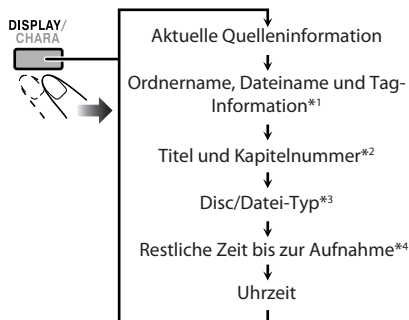 DISPLAY/
CHARA
Aktuelle Quelleninformation
Ordnername, Dateiname und Tag-
Information*1
Titel und Kapitelnummer*2
Disc/Datei-Typ*3
Restliche Zeit bis zur Aufnahme*4
Uhrzeit